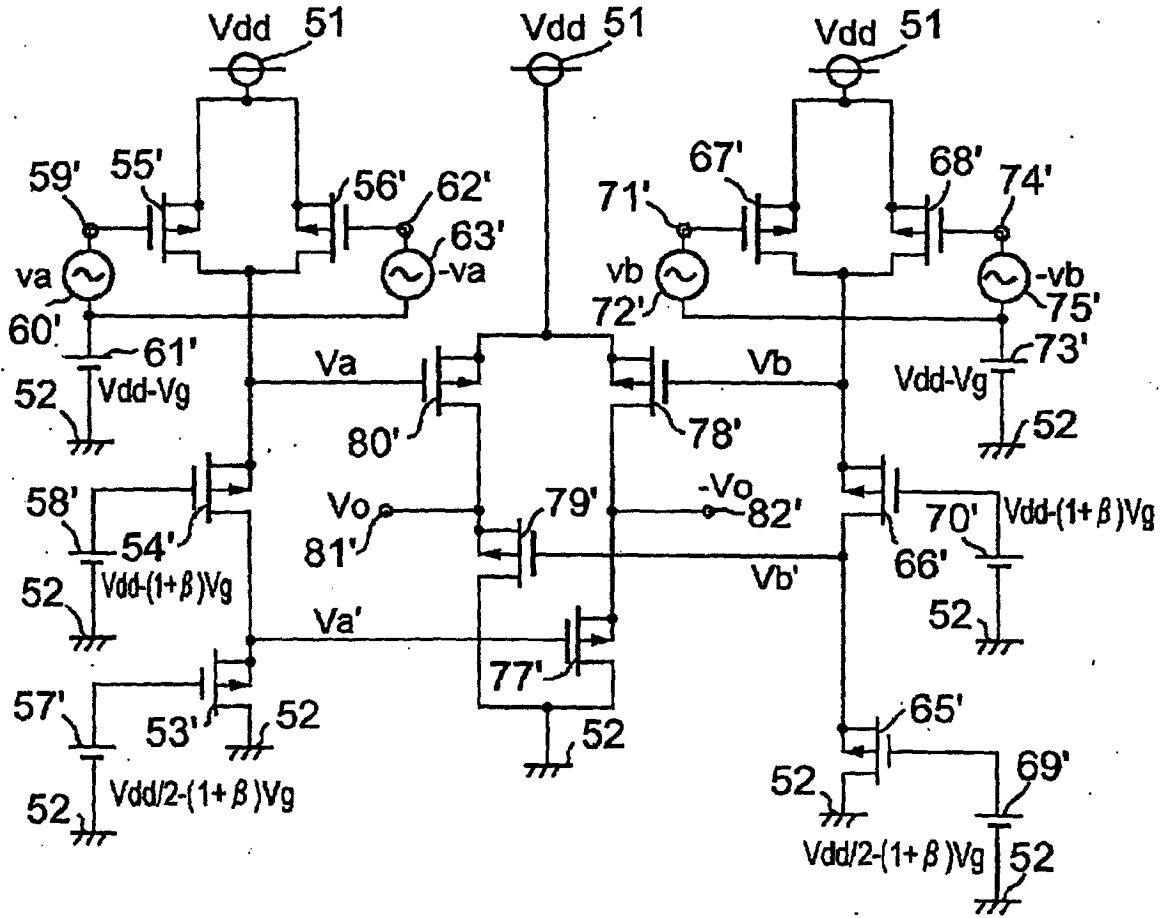 Vdd 51
Vdd 51
Vdd 51
55'
59'
56'
62'
63'
va
-va
60'
61'
Vdd-Vg
52
67'
68'
71'
74'
vb
-vb
72'
75'
73'
Vdd-Vg
52
Va
Vb
80'
78'
58'
54'
Vdd-(1+β)Vg
52
Vo
81'
79'
-Vo
82'
70'
Vdd-(1+β)Vg
66'
52
Va'
Vb'
77'
57'
53'
52
Vdd/2-(1+β)Vg
52
52
65'
69'
52
Vdd/2-(1+β)Vg
52